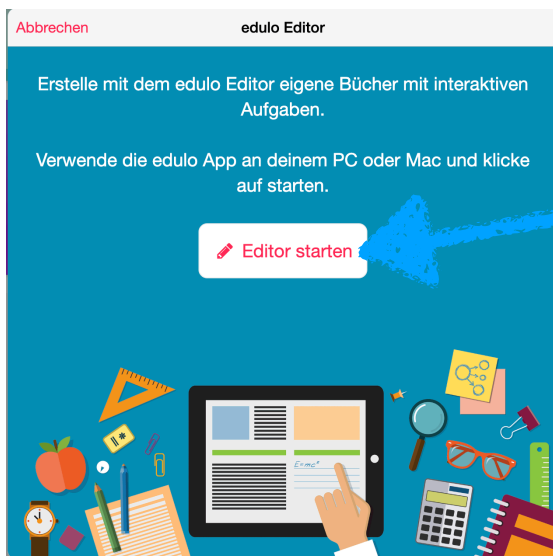 Abbrechen
edulo Editor
Erstelle mit dem edulo Editor eigene Bücher mit interaktiven
Aufgaben.
Verwende die edulo App an deinem PC oder Mac und klicke
auf starten.
Editor starten
E=mc²